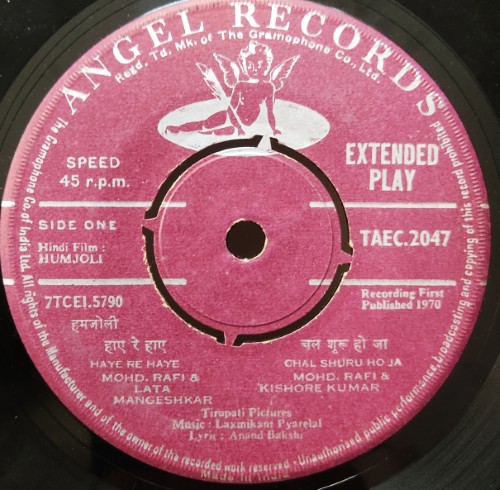 ANGEL RECORDS
Regd. Td. Mk. of The Gramophone Co., Ltd.
SPEED
45 r.p.m.
EXTENDED
PLAY
SIDE ONE
TAEC.2047
Hindi Film :
HUMJOLI
7TCEI.5790
Recording First
Published 1970
हमजोली
हाए रे हाए
HAYE RE HAYE
MOHD. RAFI &
LATA
MANGESHKAR
चल शुरू हो जा
CHAL SHURU HO JA
MOHD. RAFI &
KISHORE KUMAR
Tirupati Pictures
Music : Laxmikant Pyarelal
Lyric : Anand Bakshi
The Gramophone Co. of India Ltd. All rights of the Manufacturer and of the owner of the recorded work reserved - Unauthorised public performance, broadcasting and copying of this record prohibited
Made in India